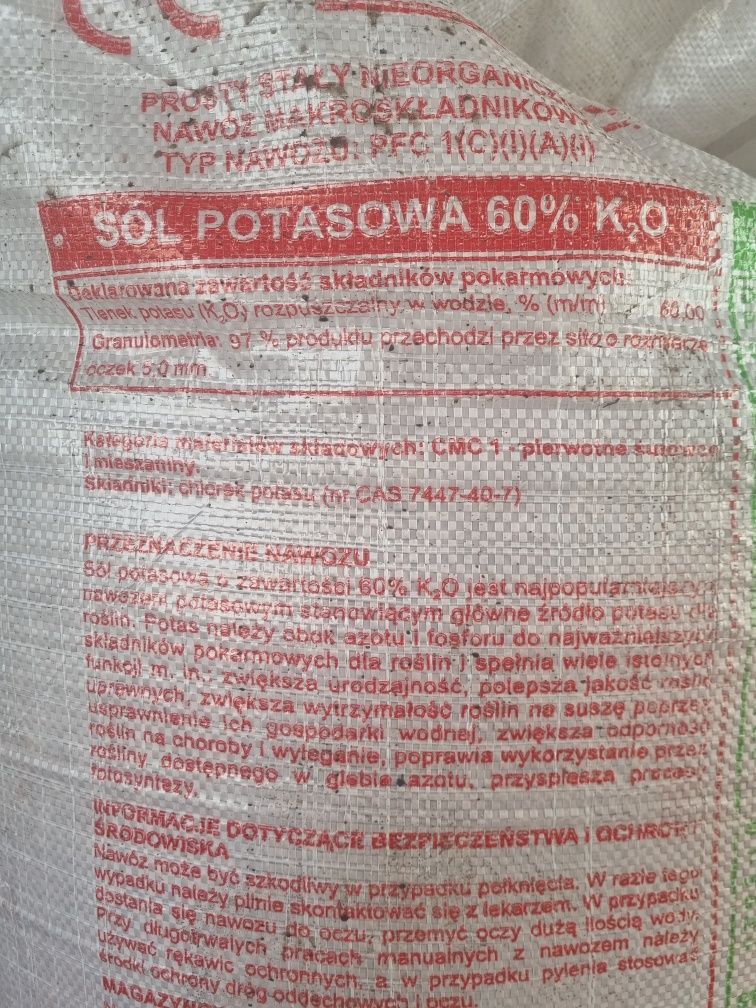 CE
PROSTY STAŁY NIEORGANICZNY
NAWÓZ MAKROSKŁADNIKOWY
TYP NAWOZU: PFC 1(C)(I)(A)(i)
SÓL POTASOWA 60% K₂O
Deklarowana zawartość składników pokarmowych:
Tlenek potasu (K₂O) rozpuszczalny w wodzie, % (m/m) 60,00
Granulometria: 97 % produktu przechodzi przez sito o rozmiarze
oczek 5,0 mm
Kategoria materiałów składowych: CMC 1 - pierwotne surowce
i mieszaniny.
Składniki: chlorek potasu (nr CAS 7447-40-7)
PRZEZNACZENIE NAWOZU
Sól potasowa o zawartości 60% K₂O jest najpopularniejszym
nawozem potasowym stanowiącym główne źródło potasu dla
roślin. Potas należy obok azotu i fosforu do najważniejszych
składników pokarmowych dla roślin i spełnia wiele istotnych
funkcji m. in.: zwiększa urodzajność, polepsza jakość roślin
uprawnych, zwiększa wytrzymałość roślin na suszę poprzez
usprawnienie ich gospodarki wodnej, zwiększa odporność
roślin na choroby i wyleganie, poprawia wykorzystanie przez
rośliny dostępnego w glebie azotu, przyspiesza proces
fotosyntezy.
INFORMACJE DOTYCZĄCE BEZPIECZEŃSTWA I OCHRONY
ŚRODOWISKA
Nawóz może być szkodliwy w przypadku połknięcia. W razie tego
wypadku należy pilnie skontaktować się z lekarzem. W przypadku
dostania się nawozu do oczu, przemyć oczy dużą ilością wody.
Przy długotrwałych pracach manualnych z nawozem należy
używać rękawic ochronnych, a w przypadku pylenia stosować
środki ochrony dróg oddechowych i oczu.